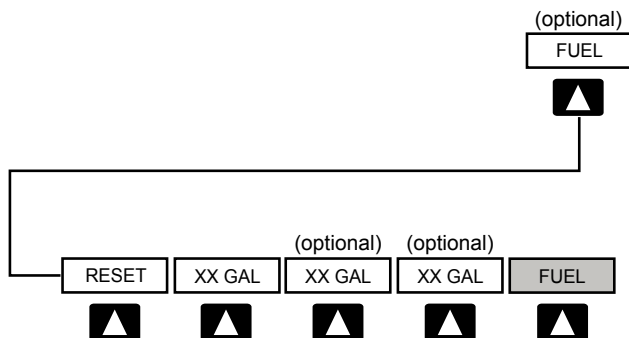 (optional)
FUEL
(optional) (optional)
RESET XX GAL XX GAL XX GAL FUEL